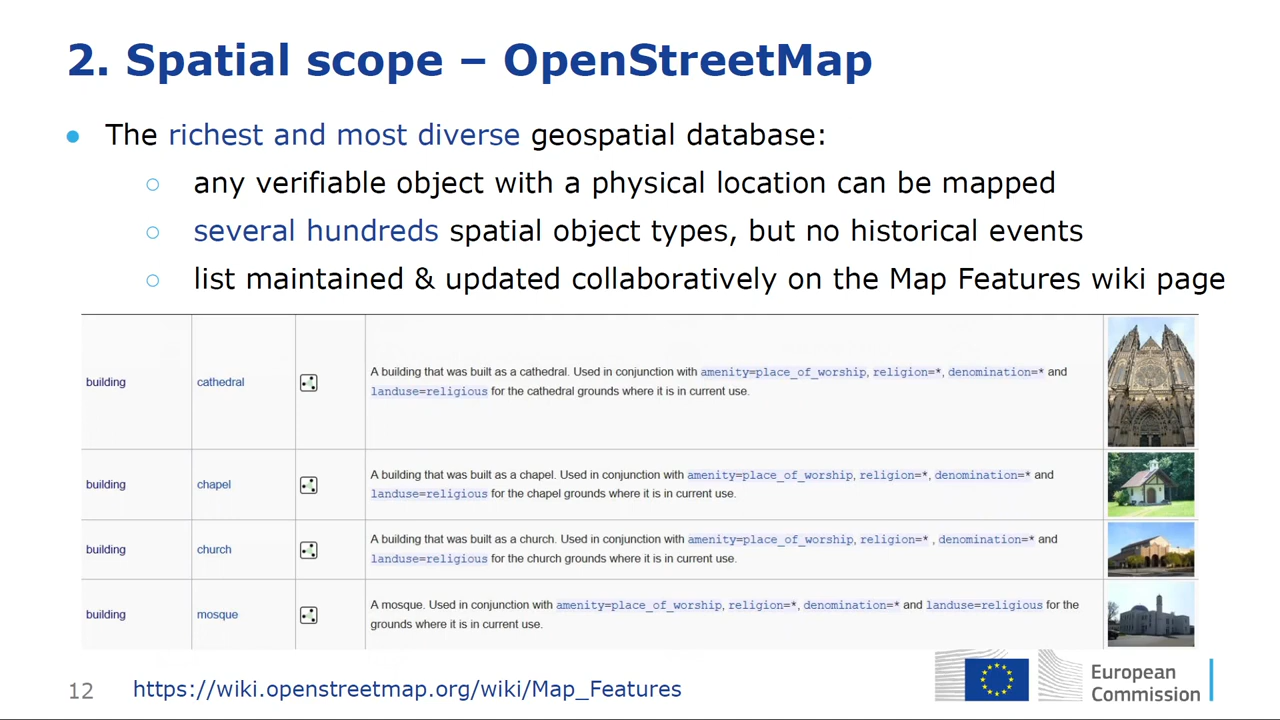 2. Spatial scope – OpenStreetMap
● The richest and most diverse geospatial database:
○ any verifiable object with a physical location can be mapped
○ several hundreds spatial object types, but no historical events
○ list maintained & updated collaboratively on the Map Features wiki page
building cathedral A building that was built as a cathedral. Used in conjunction with amenity=place_of_worship, religion=*, denomination=* and
landuse=religious for the cathedral grounds where it is in current use.
building chapel A building that was built as a chapel. Used in conjunction with amenity=place_of_worship, religion=*, denomination=* and
landuse=religious for the chapel grounds where it is in current use.
building church A building that was built as a church. Used in conjunction with amenity=place_of_worship, religion=* , denomination=* and
landuse=religious for the church grounds where it is in current use.
building mosque A mosque. Used in conjunction with amenity=place_of_worship, religion=*, denomination=* and landuse=religious for the
grounds where it is in current use.
12 https://wiki.openstreetmap.org/wiki/Map_Features
European
Commission